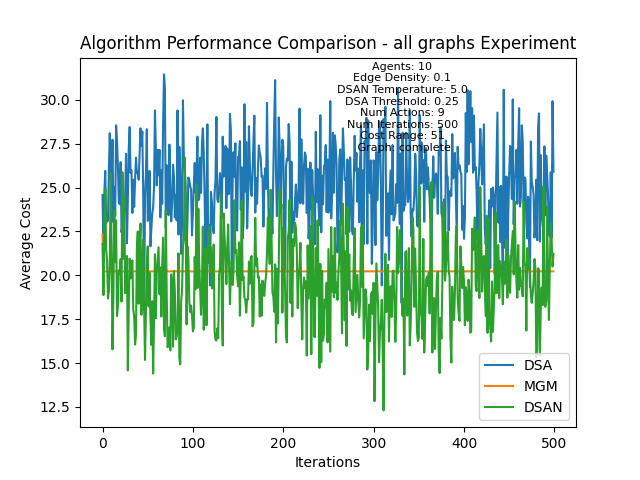 Algorithm Performance Comparison - all graphs Experiment
Agents: 10
Edge Density: 0.1
DSAN Temperature: 5.0
DSA Threshold: 0.25
Num Actions: 9
Num Iterations: 500
Cost Range: 51
Graph: complete
Average Cost
30.0
27.5
25.0
22.5
20.0
17.5
15.0
12.5
0
100
200
300
400
500
Iterations
DSA
MGM
DSAN